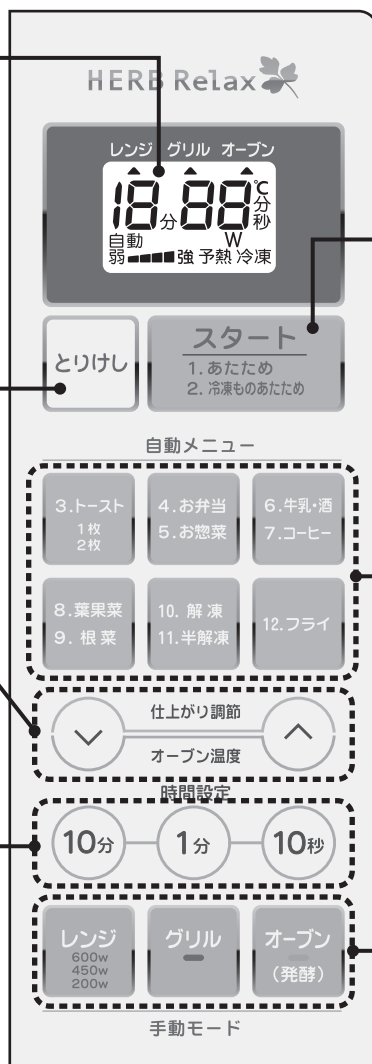 HERB Relax
レンジ グリル オーブン
18分88℃分秒
自動 W
弱 強 予熱 冷凍
とりけし
スタート
1.あたため
2.冷凍ものあたため
自動メニュー
3.トースト
1枚
2枚
4.お弁当
5.お惣菜
6.牛乳・酒
7.コーヒー
8.葉果菜
9.根菜
10.解凍
11.半解凍
12.フライ
仕上がり調節
オーブン温度
時間設定
10分 1分 10秒
レンジ
600w
450w
200w
グリル
オーブン
(発酵)
手動モード